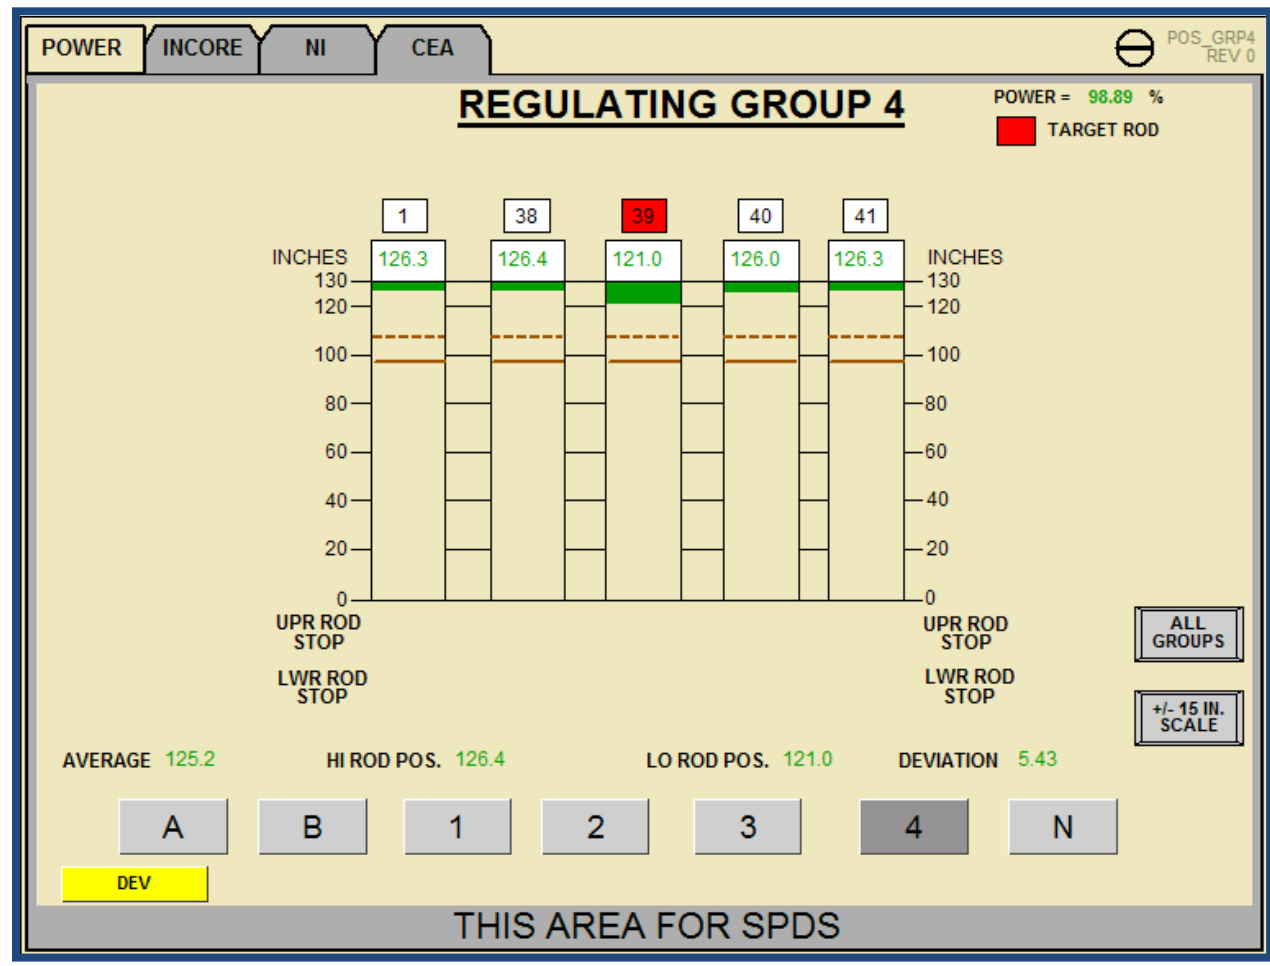 POWER INCORE NI CEA
POS_GRP4
REV 0
REGULATING GROUP 4
POWER = 98.89 %
TARGET ROD
1 38 39 40 41
INCHES 126.3 126.4 121.0 126.0 126.3 INCHES
130 130
120 120
100 100
80 80
60 60
40 40
20 20
0 0
UPR ROD UPR ROD
STOP STOP
LWR ROD LWR ROD
STOP STOP
ALL
GROUPS
+/- 15 IN.
SCALE
AVERAGE 125.2 HI ROD POS. 126.4 LO ROD POS. 121.0 DEVIATION 5.43
A B 1 2 3 4 N
DEV
THIS AREA FOR SPDS